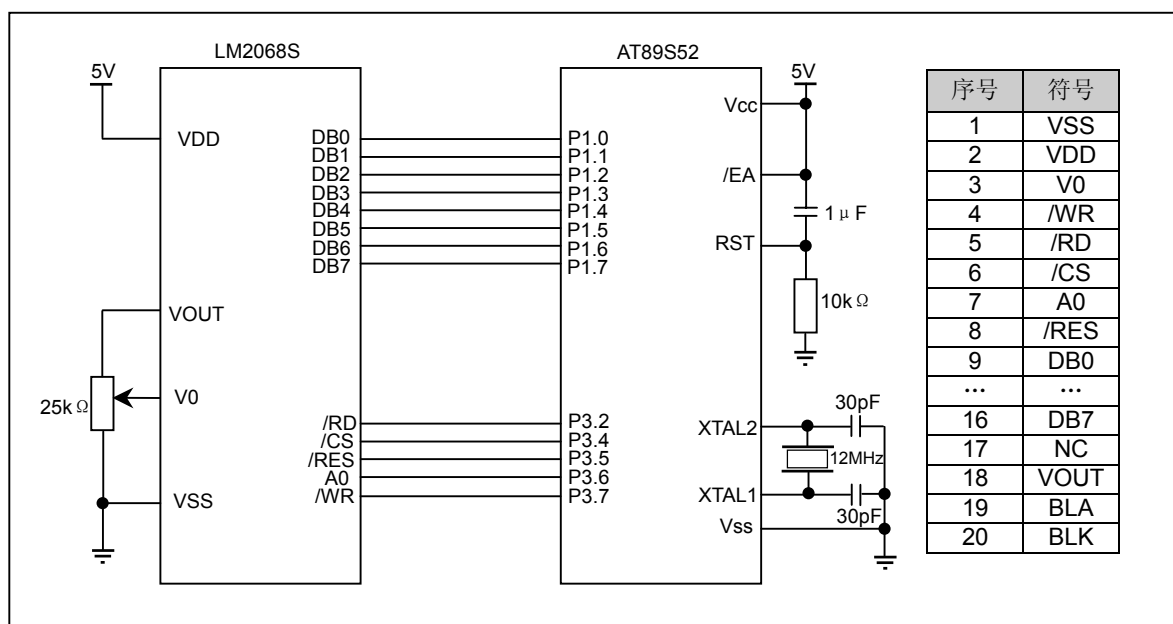 LM2068S
AT89S52
5V
VDD
DB0
DB1
DB2
DB3
DB4
DB5
DB6
DB7
VOUT
V0
25kΩ
VSS
/RD
/CS
/RES
A0
/WR
P1.0
P1.1
P1.2
P1.3
P1.4
P1.5
P1.6
P1.7
P3.2
P3.4
P3.5
P3.6
P3.7
5V
Vcc
/EA
1μF
RST
10kΩ
30pF
XTAL2
12MHz
XTAL1
30pF
Vss
序号 符号
1 VSS
2 VDD
3 V0
4 /WR
5 /RD
6 /CS
7 A0
8 /RES
9 DB0
… …
16 DB7
17 NC
18 VOUT
19 BLA
20 BLK